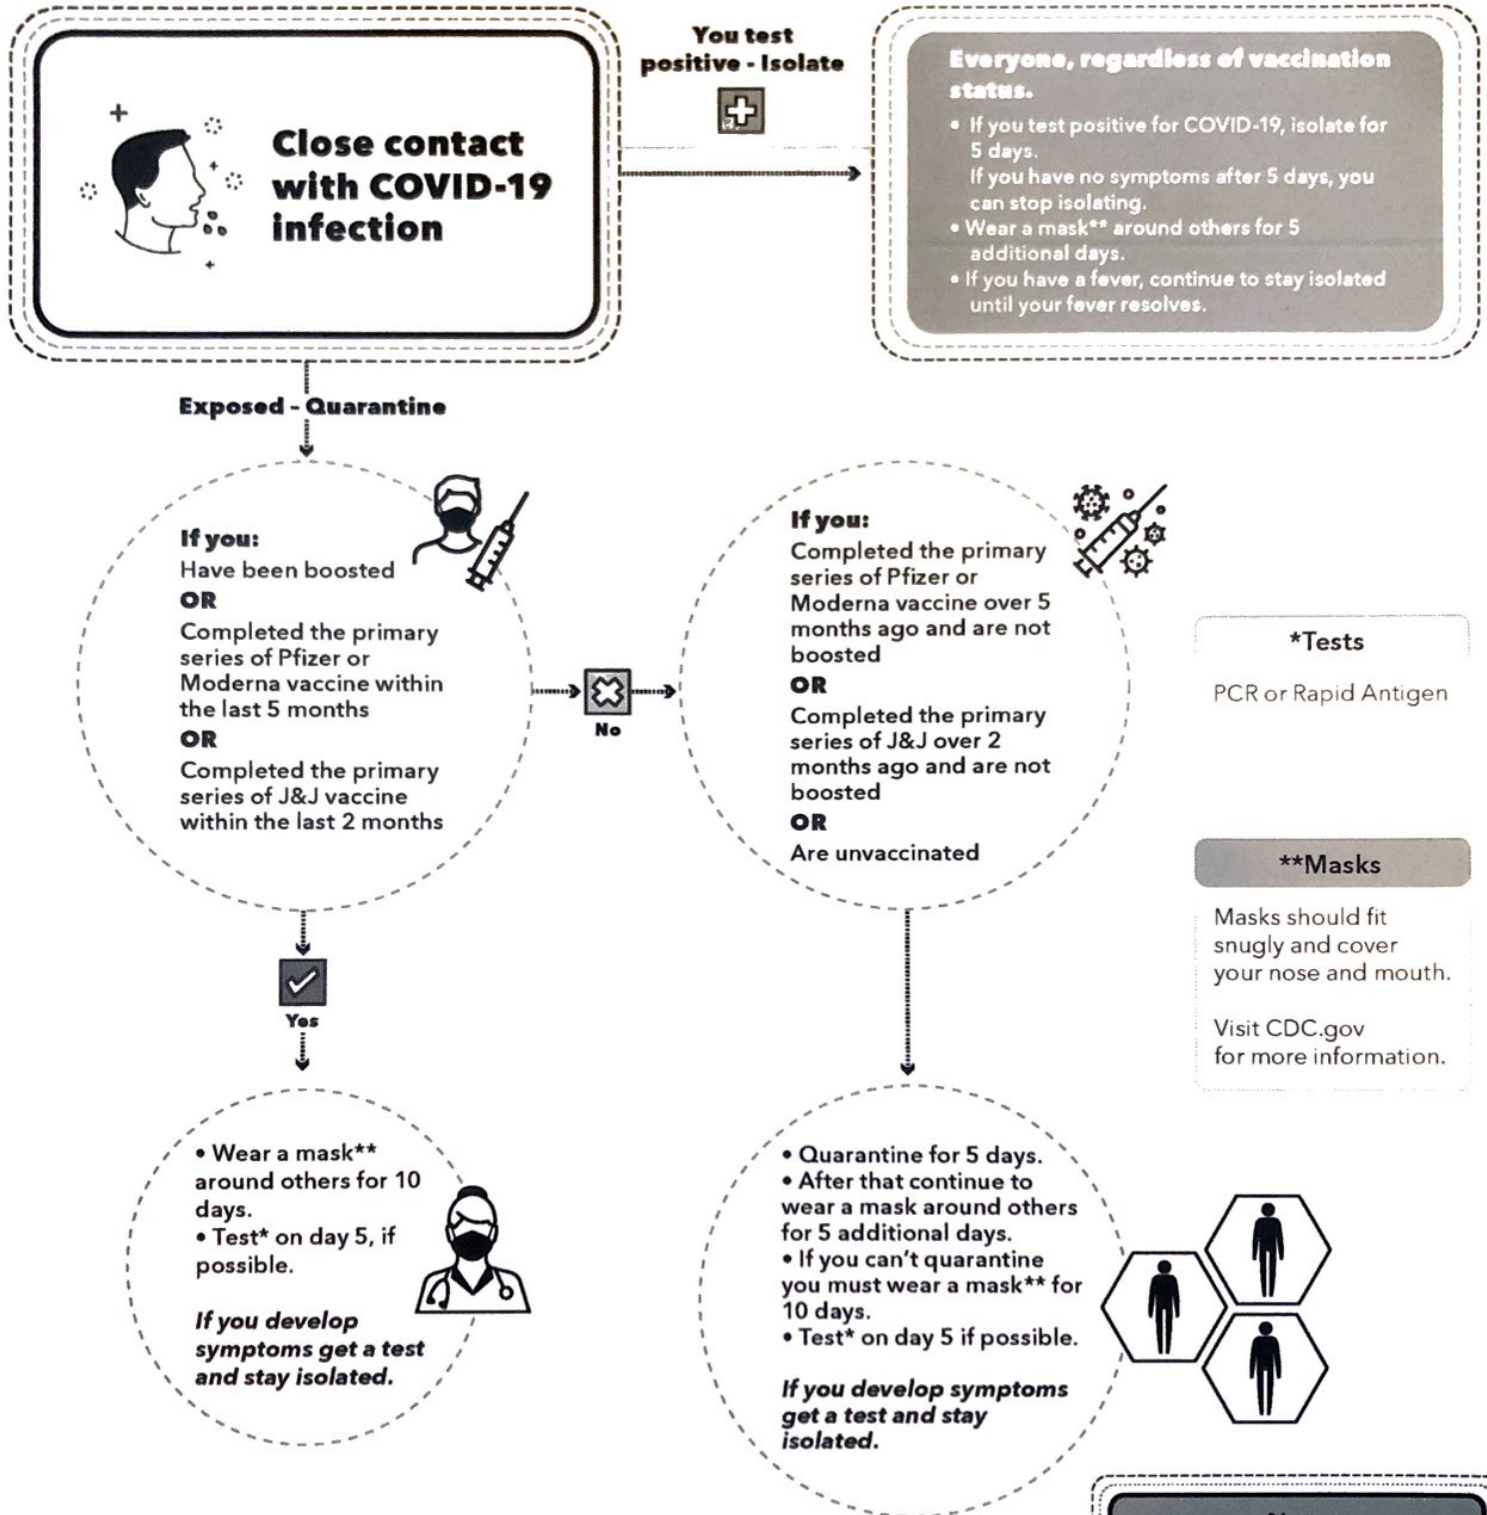 You test
positive - Isolate
Close contact
with COVID-19
infection
Everyone, regardless of vaccination
status.
• If you test positive for COVID-19, isolate for
5 days.
If you have no symptoms after 5 days, you
can stop isolating.
• Wear a mask** around others for 5
additional days.
• If you have a fever, continue to stay isolated
until your fever resolves.
Exposed - Quarantine
If you:
Have been boosted
OR
Completed the primary
series of Pfizer or
Moderna vaccine within
the last 5 months
OR
Completed the primary
series of J&J vaccine
within the last 2 months
No
If you:
Completed the primary
series of Pfizer or
Moderna vaccine over 5
months ago and are not
boosted
OR
Completed the primary
series of J&J over 2
months ago and are not
boosted
OR
Are unvaccinated
*Tests
PCR or Rapid Antigen
**Masks
Masks should fit
snugly and cover
your nose and mouth.
Visit CDC.gov
for more information.
Yes
• Wear a mask**
around others for 10
days.
• Test* on day 5, if
possible.
If you develop
symptoms get a test
and stay isolated.
• Quarantine for 5 days.
• After that continue to
wear a mask around others
for 5 additional days.
• If you can't quarantine
you must wear a mask** for
10 days.
• Test* on day 5 if possible.
If you develop symptoms
get a test and stay
isolated.